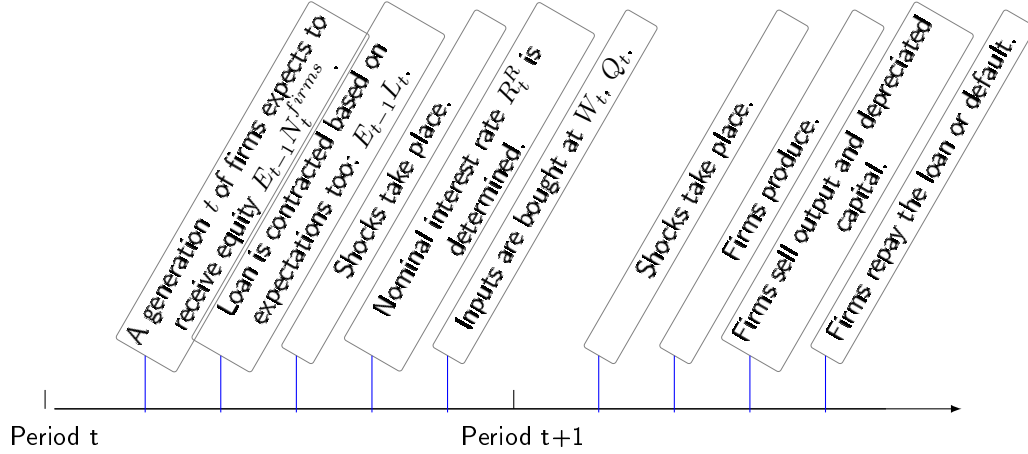 A generation t of firms expects to
receive equity E_{t-1}N_t^{firms}.
Loan is contracted based on
expectations too: E_{t-1}L_t.
Shocks take place.
Nominal interest rate R_t^R is
determined.
Inputs are bought at W_t, Q_t.
Shocks take place.
Firms produce.
Firms sell output and depreciated
capital.
Firms repay the loan or default.
Period t
Period t+1